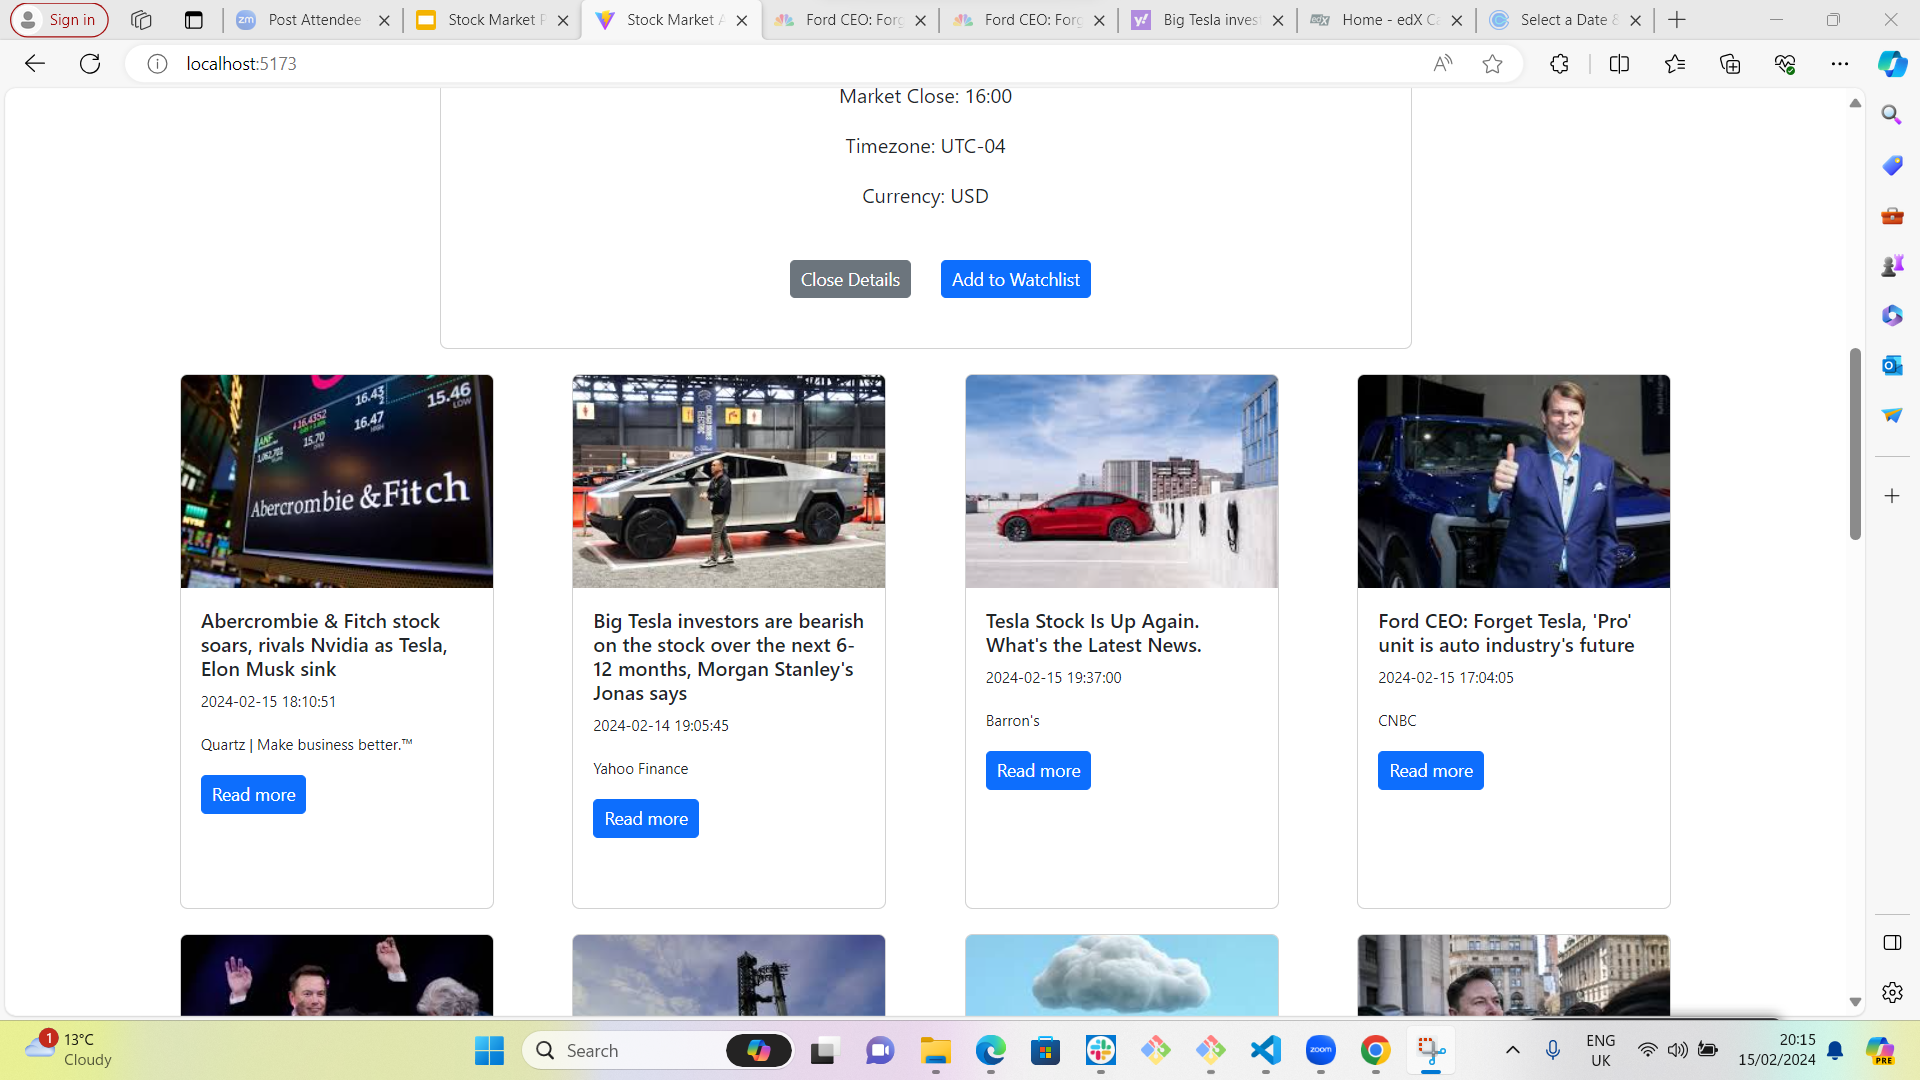 Sign in
Post Attendee
Stock Market P
Stock Market A
Ford CEO: Forg
Ford CEO: Forg
Big Tesla invest
Home - edX Ca
Select a Date &
localhost:5173
Market Close: 16:00
Timezone: UTC-04
Currency: USD
Close Details
Add to Watchlist
16.43
15.46
LOW
16.47
HIGH
15.70
Abercrombie & Fitch
NYSE
Abercrombie & Fitch stock
soars, rivals Nvidia as Tesla,
Elon Musk sink
2024-02-15 18:10:51
Quartz | Make business better.™
Read more
Big Tesla investors are bearish
on the stock over the next 6-
12 months, Morgan Stanley's
Jonas says
2024-02-14 19:05:45
Yahoo Finance
Read more
Tesla Stock Is Up Again.
What's the Latest News.
2024-02-15 19:37:00
Barron's
Read more
Ford CEO: Forget Tesla, 'Pro'
unit is auto industry's future
2024-02-15 17:04:05
CNBC
Read more
1
13°C
Cloudy
Search
zoom
ENG
UK
20:15
15/02/2024
PRE